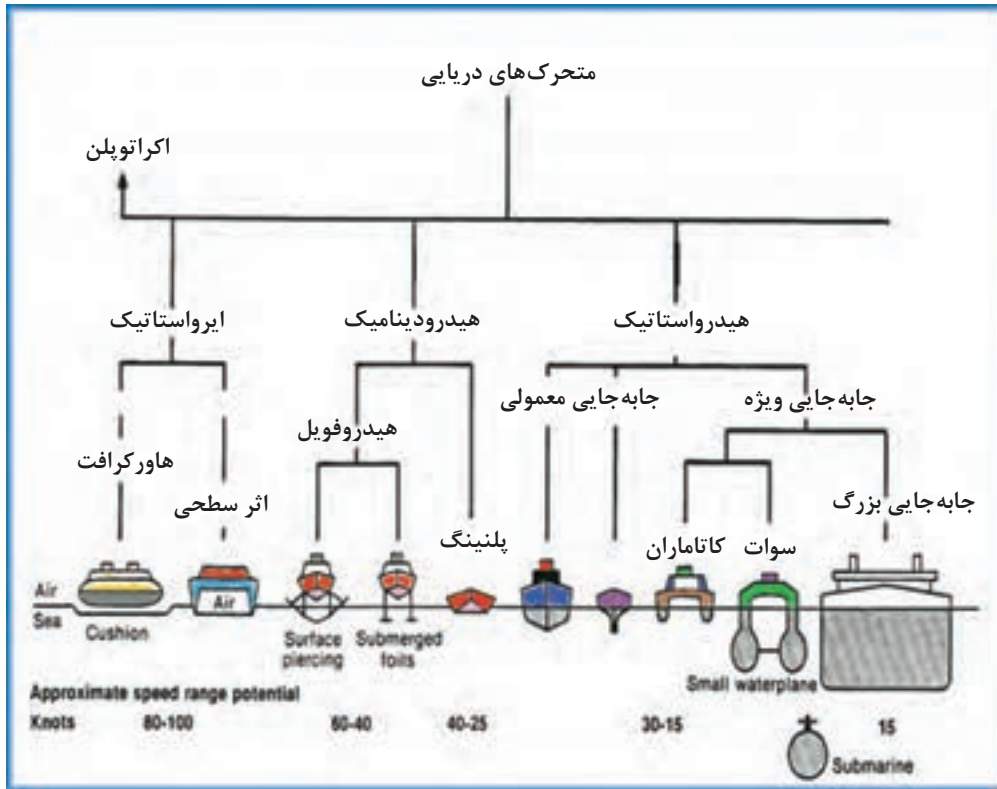 متحرک‌های دریایی
اکراتوپلن
هیدرواستاتیک
هیدرودینامیک
ایرواستاتیک
جابه‌جایی ویژه
جابه‌جایی معمولی
هیدروفویل
هاورکرافت
جابه‌جایی بزرگ
سوات
کاتاماران
پلنینگ
اثر سطحی
Air
Sea
Cushion
Air
Surface
piercing
Submerged
foils
Small waterplane
Approximate speed range potential
Knots 80-100 60-40 40-25 30-15 15
Submarine